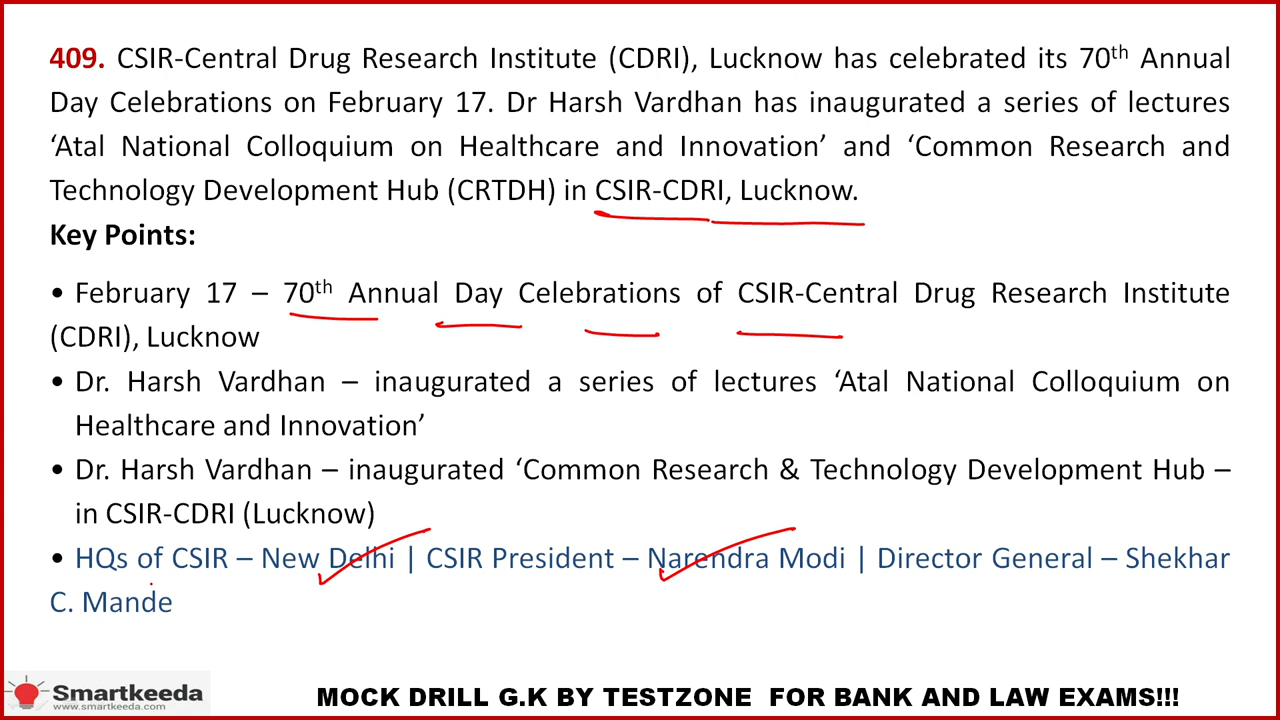 409. CSIR-Central Drug Research Institute (CDRI), Lucknow has celebrated its 70th Annual
Day Celebrations on February 17. Dr Harsh Vardhan has inaugurated a series of lectures
‘Atal National Colloquium on Healthcare and Innovation’ and ‘Common Research and
Technology Development Hub (CRTDH) in CSIR-CDRI, Lucknow.
Key Points:
• February 17 – 70th Annual Day Celebrations of CSIR-Central Drug Research Institute
(CDRI), Lucknow
• Dr. Harsh Vardhan – inaugurated a series of lectures ‘Atal National Colloquium on
Healthcare and Innovation’
• Dr. Harsh Vardhan – inaugurated ‘Common Research & Technology Development Hub –
in CSIR-CDRI (Lucknow)
• HQs of CSIR – New Delhi | CSIR President – Narendra Modi | Director General – Shekhar
C. Mande
Smartkeeda
www.smartkeeda.com
MOCK DRILL G.K BY TESTZONE FOR BANK AND LAW EXAMS!!!